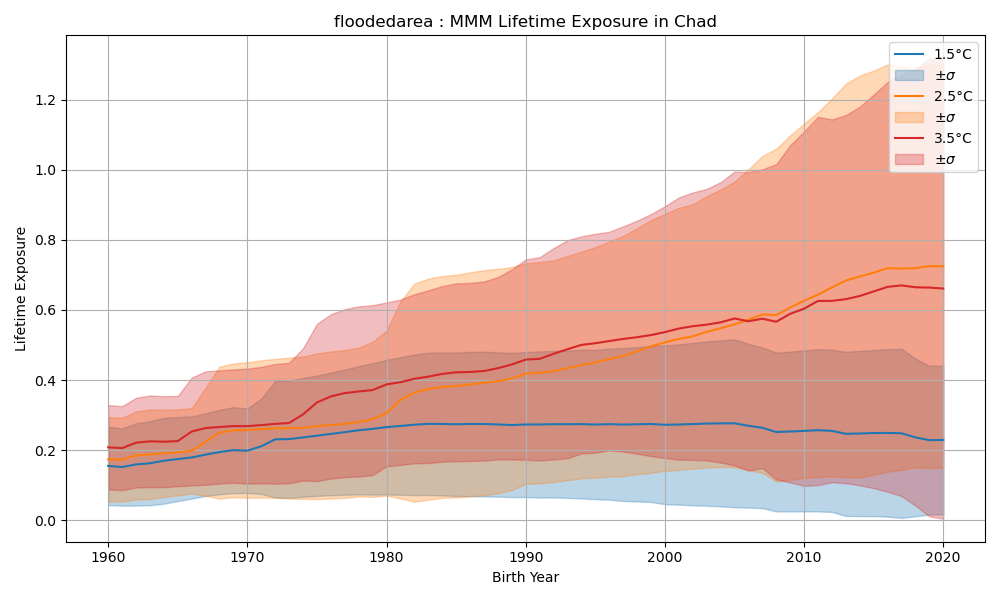 floodedarea : MMM Lifetime Exposure in Chad
1.5°C
±σ
2.5°C
±σ
3.5°C
±σ
Lifetime Exposure
1.2
1.0
0.8
0.6
0.4
0.2
0.0
1960 1970 1980 1990 2000 2010 2020
Birth Year